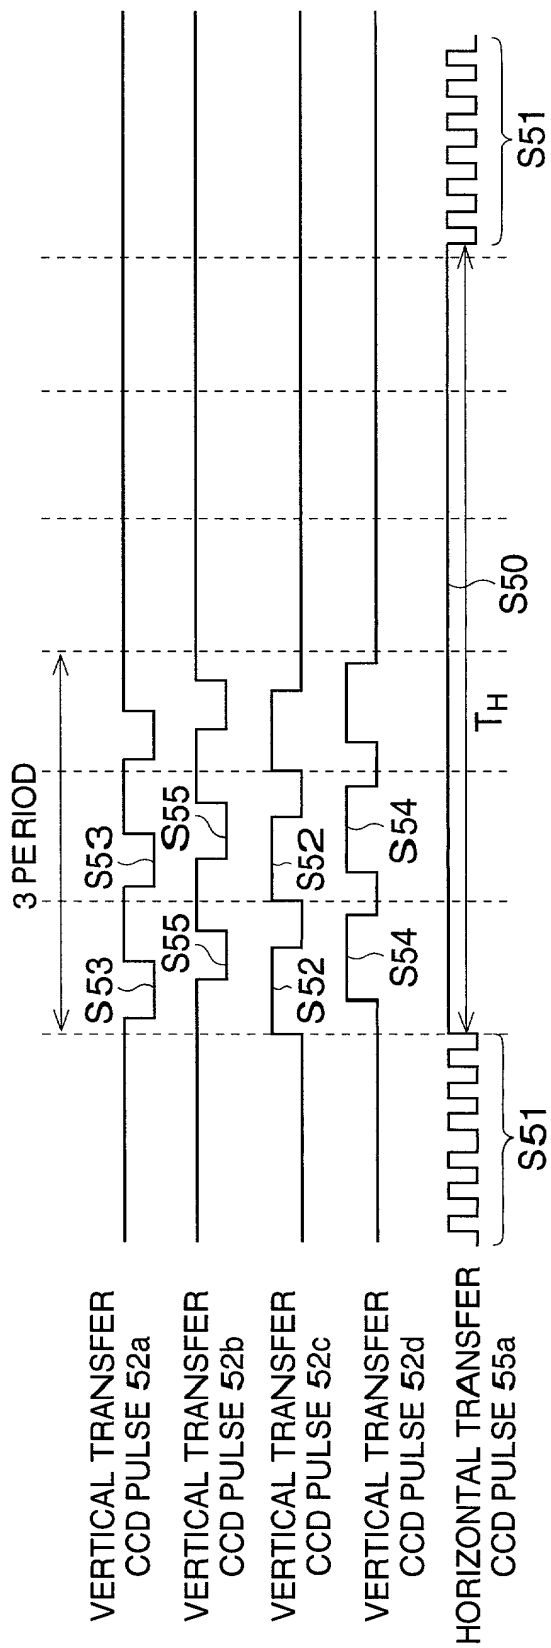 3 PERIOD
VERTICAL TRANSFER
CCD PULSE 52a
S53
S53
VERTICAL TRANSFER
CCD PULSE 52b
S55
S55
VERTICAL TRANSFER
CCD PULSE 52c
S52
S52
VERTICAL TRANSFER
CCD PULSE 52d
S54
S54
HORIZONTAL TRANSFER
CCD PULSE 55a
TH
S51
S50
S51